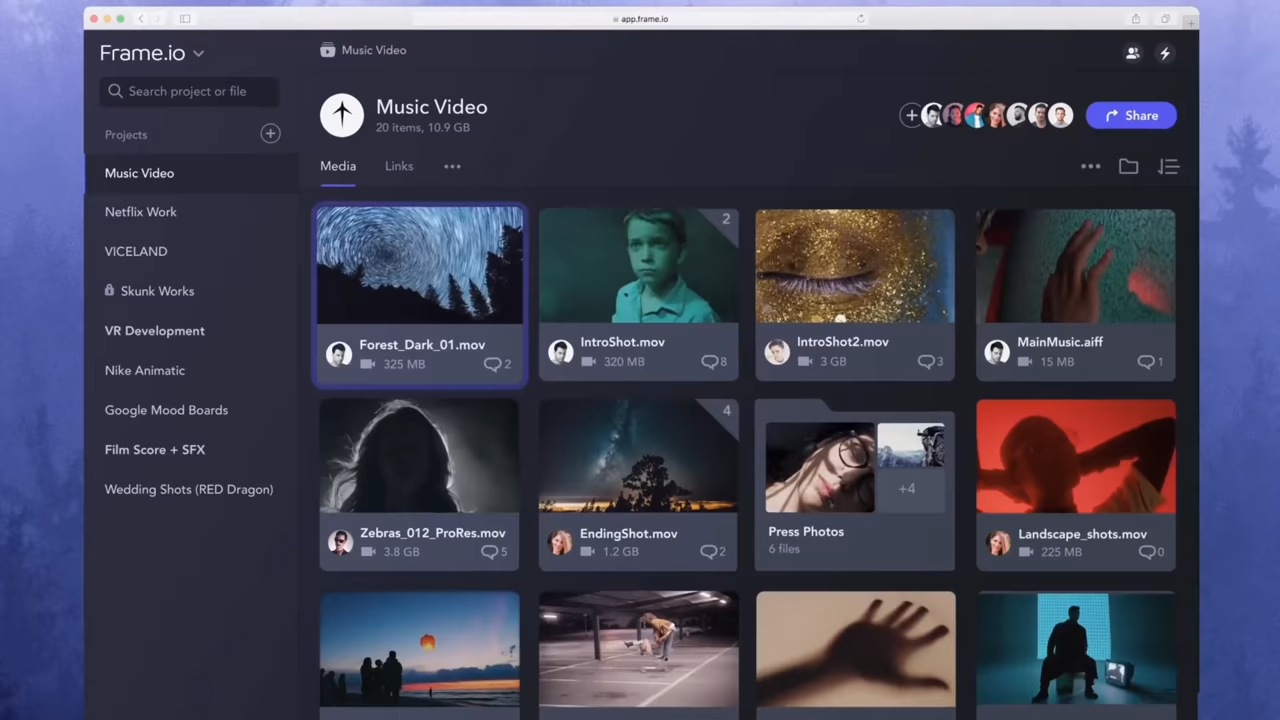 app.frame.io
Frame.io
Search project or file
Projects
Music Video
Netflix Work
VICELAND
Skunk Works
VR Development
Nike Animatic
Google Mood Boards
Film Score + SFX
Wedding Shots (RED Dragon)
Music Video
Music Video
20 items, 10.9 GB
Share
Media
Links
Forest_Dark_01.mov
325 MB
2
2
IntroShot.mov
320 MB
8
IntroShot2.mov
3 GB
3
MainMusic.aiff
15 MB
1
Zebras_012_ProRes.mov
3.8 GB
5
4
EndingShot.mov
1.2 GB
2
+4
Press Photos
6 files
Landscape_shots.mov
225 MB
0